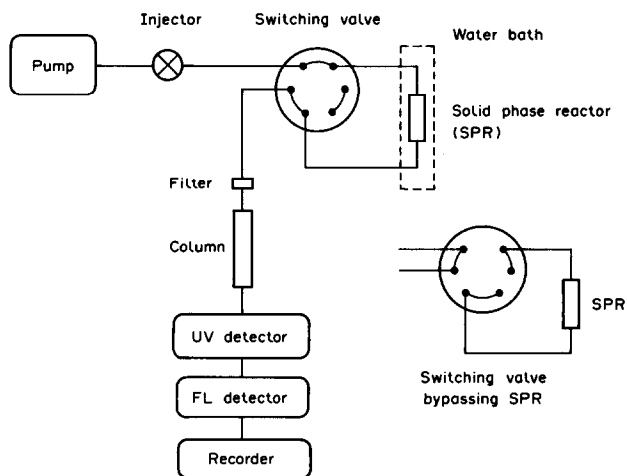 Injector
Switching valve
Pump
Water bath
Solid phase reactor
(SPR)
Filter
Column
UV detector
FL detector
Recorder
SPR
Switching valve
bypassing SPR